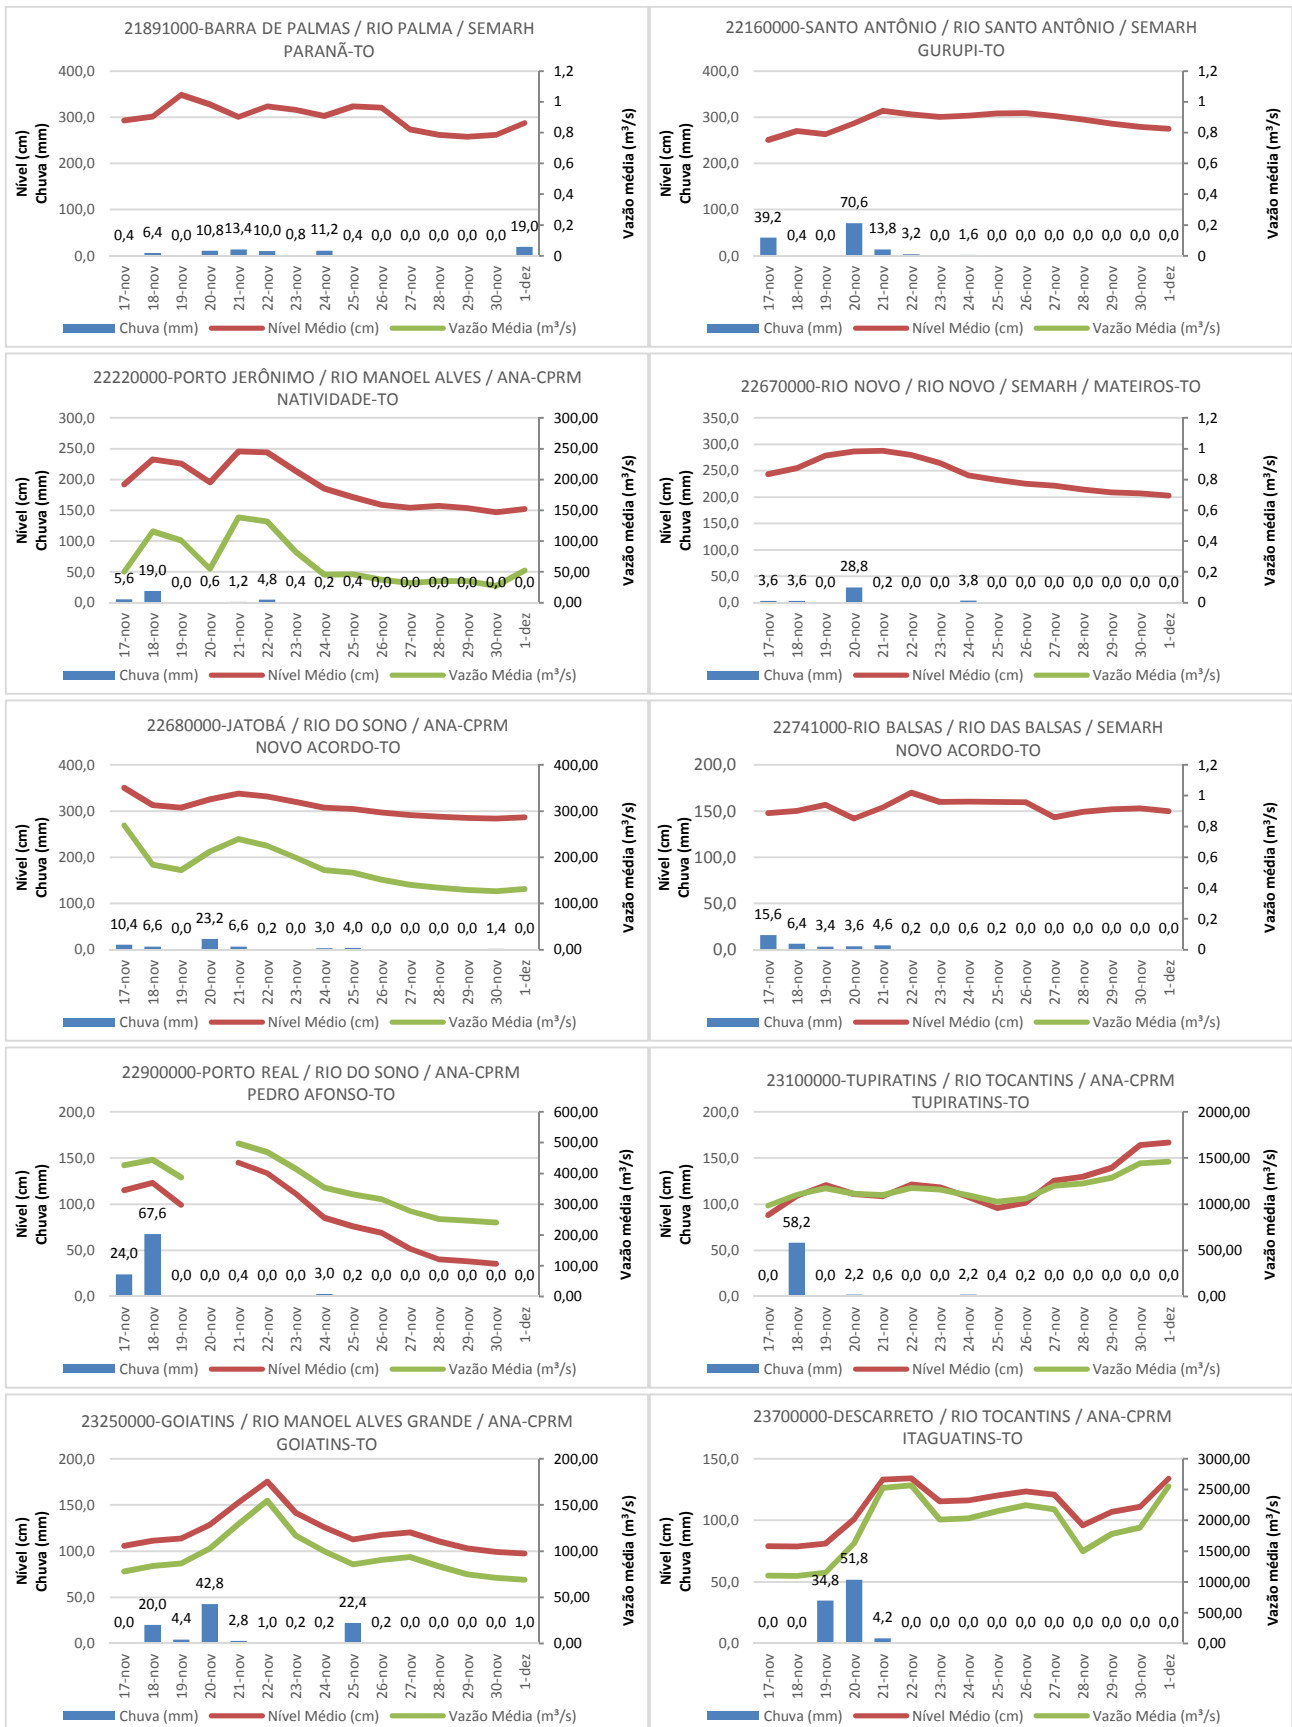 21891000-BARRA DE PALMAS / RIO PALMA / SEMARH
PARANÃ-TO
400,0
300,0
200,0
100,0
0,0
Nível (cm)
Chuva (mm)
1,2
1
0,8
0,6
0,4
0,2
0
Vazão média (m³/s)
0,4 6,4 0,0 10,8 13,4 10,0 0,8 11,2 0,4 0,0 0,0 0,0 0,0 0,0 19,0
17-nov 18-nov 19-nov 20-nov 21-nov 22-nov 23-nov 24-nov 25-nov 26-nov 27-nov 28-nov 29-nov 30-nov 1-dez
Chuva (mm) Nível Médio (cm) Vazão Média (m³/s)
22160000-SANTO ANTÔNIO / RIO SANTO ANTÔNIO / SEMARH
GURUPI-TO
400,0
300,0
200,0
100,0
0,0
Nível (cm)
Chuva (mm)
1,2
1
0,8
0,6
0,4
0,2
0
Vazão média (m³/s)
39,2 0,4 0,0 70,6 13,8 3,2 0,0 1,6 0,0 0,0 0,0 0,0 0,0 0,0 0,0
17-nov 18-nov 19-nov 20-nov 21-nov 22-nov 23-nov 24-nov 25-nov 26-nov 27-nov 28-nov 29-nov 30-nov 1-dez
Chuva (mm) Nível Médio (cm) Vazão Média (m³/s)
22220000-PORTO JERÔNIMO / RIO MANOEL ALVES / ANA-CPRM
NATIVIDADE-TO
300,0
250,0
200,0
150,0
100,0
50,0
0,0
Nível (cm)
Chuva (mm)
300,00
250,00
200,00
150,00
100,00
50,00
0,00
Vazão média (m³/s)
5,6 19,0 0,0 0,6 1,2 4,8 0,4 0,2 0,4 0,0 0,0 0,0 0,0 0,0 0,0
17-nov 18-nov 19-nov 20-nov 21-nov 22-nov 23-nov 24-nov 25-nov 26-nov 27-nov 28-nov 29-nov 30-nov 1-dez
Chuva (mm) Nível Médio (cm) Vazão Média (m³/s)
22670000-RIO NOVO / RIO NOVO / SEMARH / MATEIROS-TO
350,0
300,0
250,0
200,0
150,0
100,0
50,0
0,0
Nível (cm)
Chuva (mm)
1,2
1
0,8
0,6
0,4
0,2
0
Vazão média (m³/s)
3,6 3,6 0,0 28,8 0,2 0,0 0,0 3,8 0,0 0,0 0,0 0,0 0,0 0,0 0,0
17-nov 18-nov 19-nov 20-nov 21-nov 22-nov 23-nov 24-nov 25-nov 26-nov 27-nov 28-nov 29-nov 30-nov 1-dez
Chuva (mm) Nível Médio (cm) Vazão Média (m³/s)
22680000-JATOBÁ / RIO DO SONO / ANA-CPRM
NOVO ACORDO-TO
400,0
300,0
200,0
100,0
0,0
Nível (cm)
Chuva (mm)
400,00
300,00
200,00
100,00
0,00
Vazão média (m³/s)
10,4 6,6 0,0 23,2 6,6 0,2 0,0 3,0 4,0 0,0 0,0 0,0 0,0 1,4 0,0
17-nov 18-nov 19-nov 20-nov 21-nov 22-nov 23-nov 24-nov 25-nov 26-nov 27-nov 28-nov 29-nov 30-nov 1-dez
Chuva (mm) Nível Médio (cm) Vazão Média (m³/s)
22741000-RIO BALSAS / RIO DAS BALSAS / SEMARH
NOVO ACORDO-TO
200,0
150,0
100,0
50,0
0,0
Nível (cm)
Chuva (mm)
1,2
1
0,8
0,6
0,4
0,2
0
Vazão média (m³/s)
15,6 6,4 3,4 3,6 4,6 0,2 0,0 0,6 0,2 0,0 0,0 0,0 0,0 0,0 0,0
17-nov 18-nov 19-nov 20-nov 21-nov 22-nov 23-nov 24-nov 25-nov 26-nov 27-nov 28-nov 29-nov 30-nov 1-dez
Chuva (mm) Nível Médio (cm) Vazão Média (m³/s)
22900000-PORTO REAL / RIO DO SONO / ANA-CPRM
PEDRO AFONSO-TO
200,0
150,0
100,0
50,0
0,0
Nível (cm)
Chuva (mm)
600,00
500,00
400,00
300,00
200,00
100,00
0,00
Vazão média (m³/s)
24,0 67,6 0,0 0,0 0,4 0,0 0,0 3,0 0,2 0,0 0,0 0,0 0,0 0,0 0,0
17-nov 18-nov 19-nov 20-nov 21-nov 22-nov 23-nov 24-nov 25-nov 26-nov 27-nov 28-nov 29-nov 30-nov 1-dez
Chuva (mm) Nível Médio (cm) Vazão Média (m³/s)
23100000-TUPIRATINS / RIO TOCANTINS / ANA-CPRM
TUPIRATINS-TO
200,0
150,0
100,0
50,0
0,0
Nível (cm)
Chuva (mm)
2000,00
1500,00
1000,00
500,00
0,00
Vazão média (m³/s)
0,0 58,2 0,0 2,2 0,6 0,0 0,0 2,2 0,4 0,2 0,0 0,0 0,0 0,0 0,0
17-nov 18-nov 19-nov 20-nov 21-nov 22-nov 23-nov 24-nov 25-nov 26-nov 27-nov 28-nov 29-nov 30-nov 1-dez
Chuva (mm) Nível Médio (cm) Vazão Média (m³/s)
23250000-GOIATINS / RIO MANOEL ALVES GRANDE / ANA-CPRM
GOIATINS-TO
200,0
150,0
100,0
50,0
0,0
Nível (cm)
Chuva (mm)
200,00
150,00
100,00
50,00
0,00
Vazão média (m³/s)
0,0 20,0 4,4 42,8 2,8 1,0 0,2 0,2 22,4 0,2 0,0 0,0 0,0 0,0 1,0
17-nov 18-nov 19-nov 20-nov 21-nov 22-nov 23-nov 24-nov 25-nov 26-nov 27-nov 28-nov 29-nov 30-nov 1-dez
Chuva (mm) Nível Médio (cm) Vazão Média (m³/s)
23700000-DESCARRETO / RIO TOCANTINS / ANA-CPRM
ITAGUATINS-TO
150,0
100,0
50,0
0,0
Nível (cm)
Chuva (mm)
3000,00
2500,00
2000,00
1500,00
1000,00
500,00
0,00
Vazão média (m³/s)
0,0 0,0 34,8 51,8 4,2 0,0 0,0 0,0 0,0 0,0 0,0 0,0 0,0 0,0 0,0
17-nov 18-nov 19-nov 20-nov 21-nov 22-nov 23-nov 24-nov 25-nov 26-nov 27-nov 28-nov 29-nov 30-nov 1-dez
Chuva (mm) Nível Médio (cm) Vazão Média (m³/s)